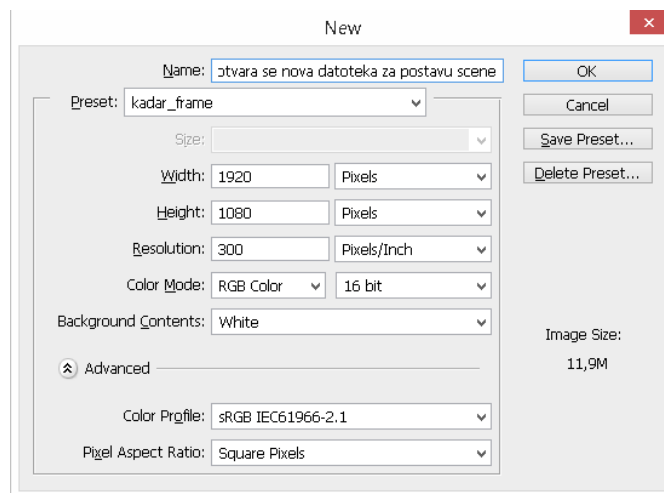 New
×
Name: otvara se nova datoteka za postavu scene
OK
Preset: kadar_frame
Cancel
Size:
Save Preset...
Width: 1920 Pixels
Delete Preset...
Height: 1080 Pixels
Resolution: 300 Pixels/Inch
Color Mode: RGB Color 16 bit
Background Contents: White
Image Size:
11,9M
Advanced
Color Profile: sRGB IEC61966-2.1
Pixel Aspect Ratio: Square Pixels